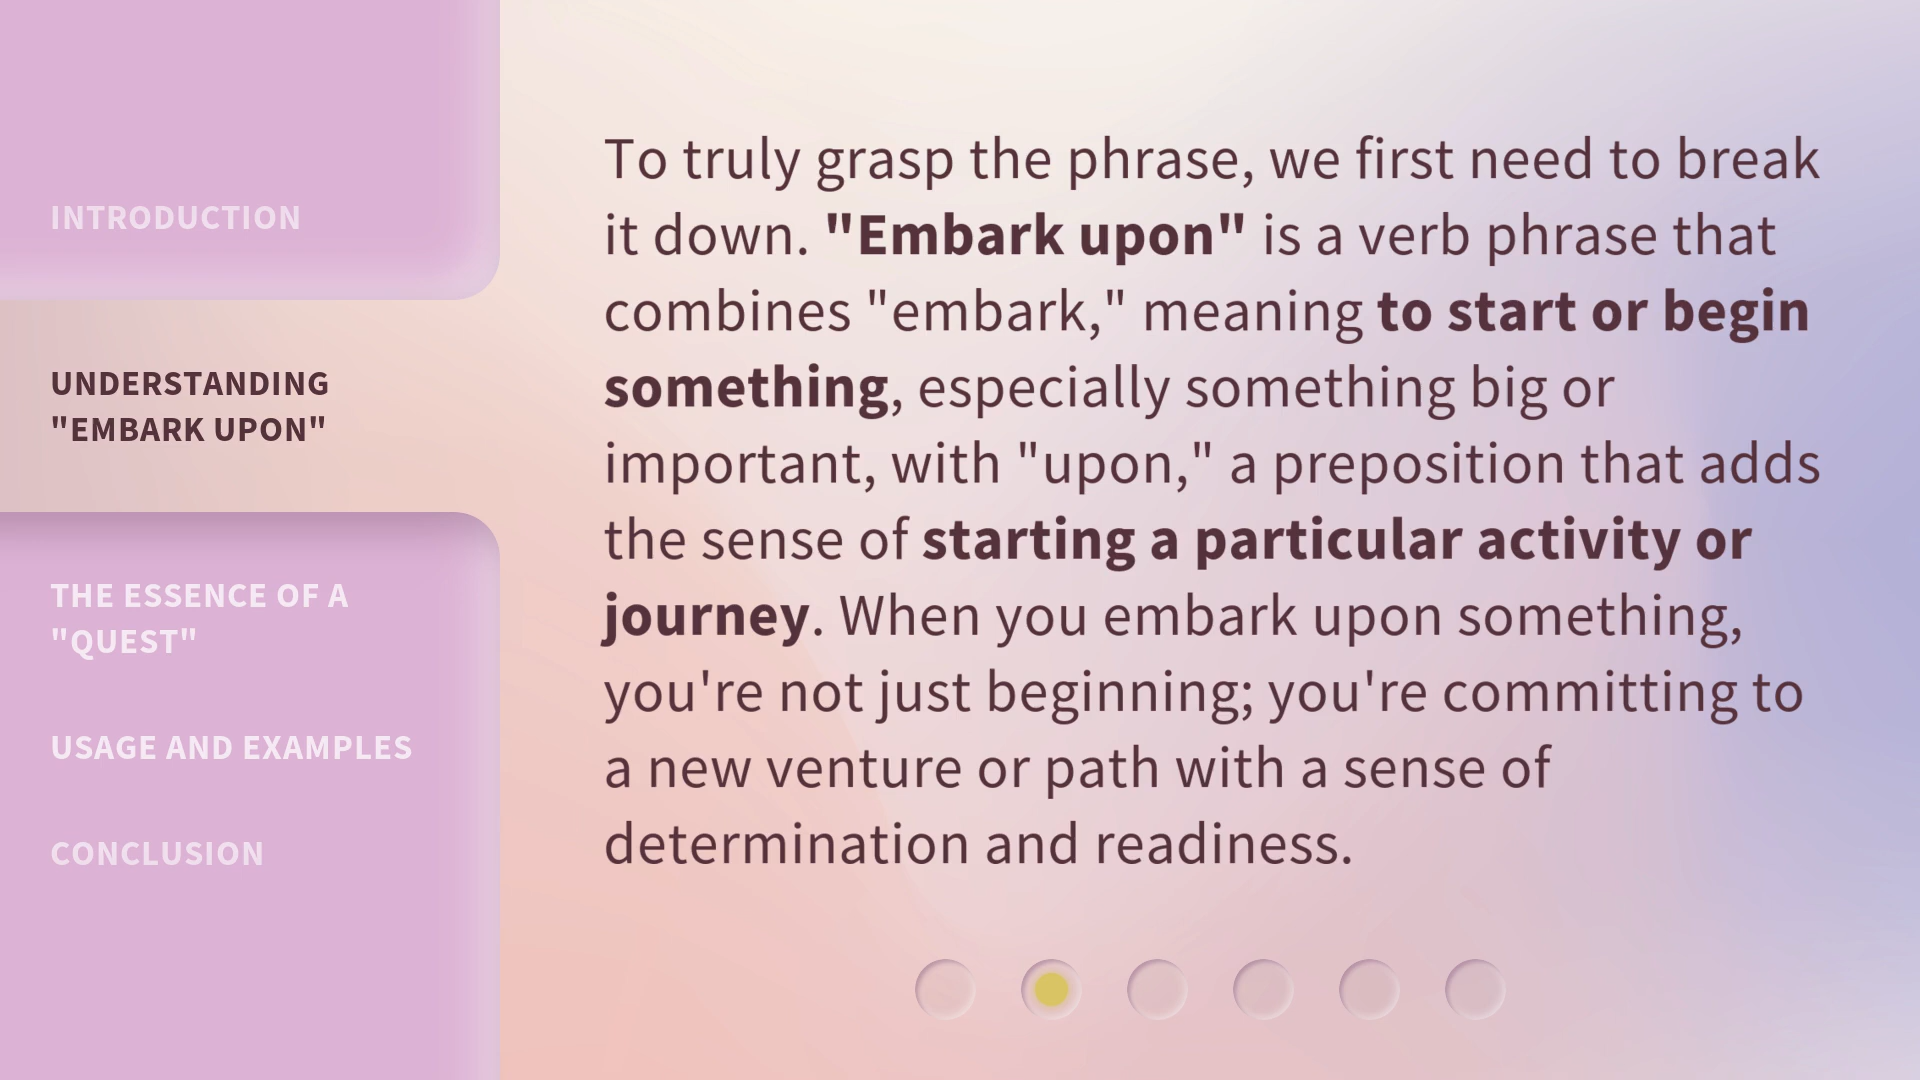 INTRODUCTION
UNDERSTANDING
"EMBARK UPON"
THE ESSENCE OF A
"QUEST"
USAGE AND EXAMPLES
CONCLUSION
To truly grasp the phrase, we first need to break
it down. "Embark upon" is a verb phrase that
combines "embark," meaning to start or begin
something, especially something big or
important, with "upon," a preposition that adds
the sense of starting a particular activity or
journey. When you embark upon something,
you're not just beginning; you're committing to
a new venture or path with a sense of
determination and readiness.